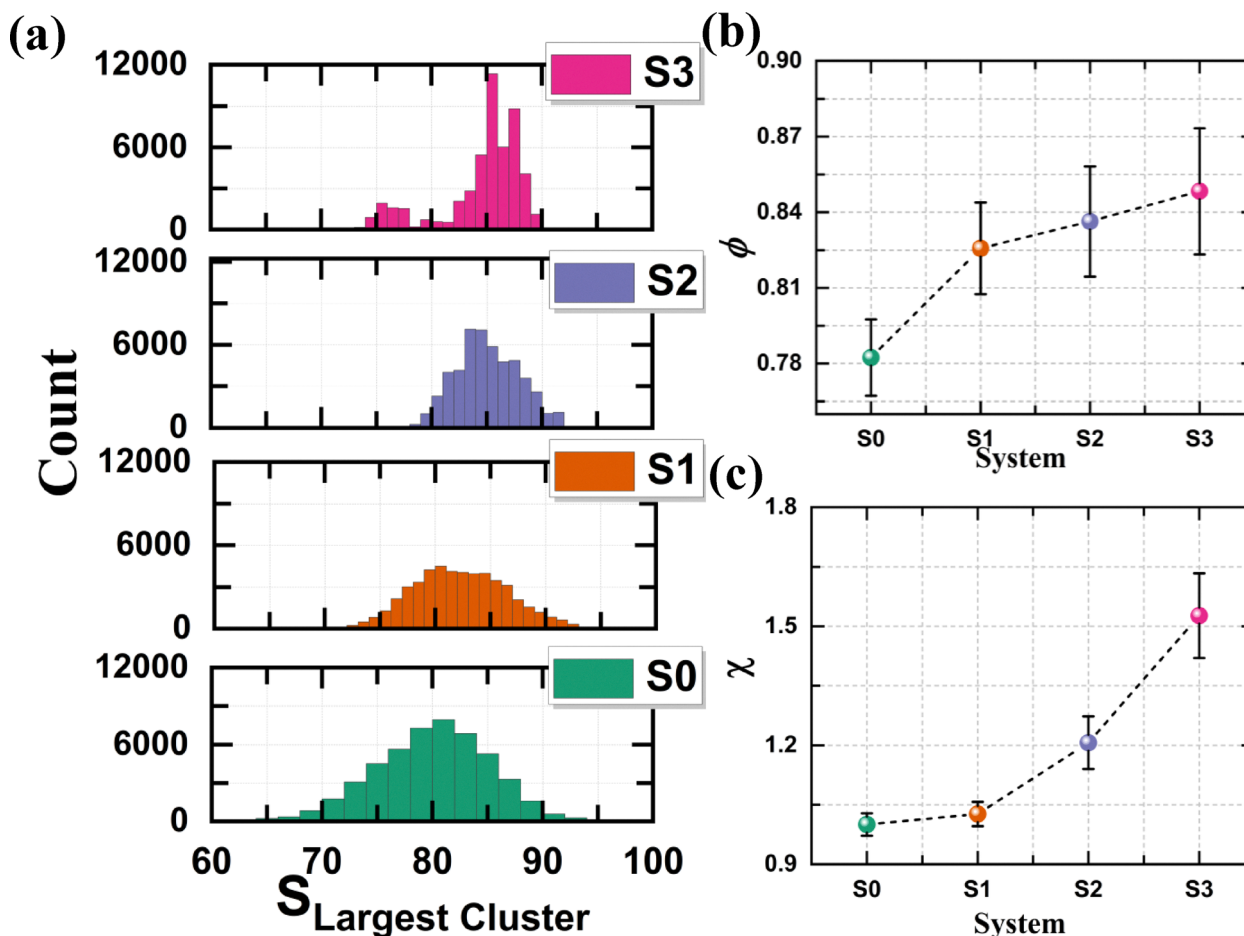 (a)
Count
12000
6000
0
S3
12000
6000
0
S2
12000
6000
0
S1
12000
6000
0
S0
60 70 80 90 100
S Largest Cluster
(b)
ϕ
0.90
0.87
0.84
0.81
0.78
S0 S1 S2 S3
System
(c)
χ
1.8
1.5
1.2
0.9
S0 S1 S2 S3
System